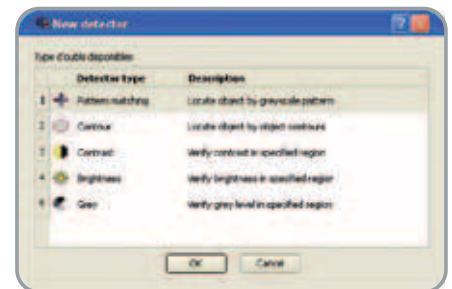 New detector
Type d'outils disponibles
Detector type Description
1 Pattern matching Locate object by greyscale pattern
2 Contour Locate object by object contours
3 Contrast Verify contrast in specified region
4 Brightness Verify brightness in specified region
5 Grey Verify grey level in specified region
OK Cancel